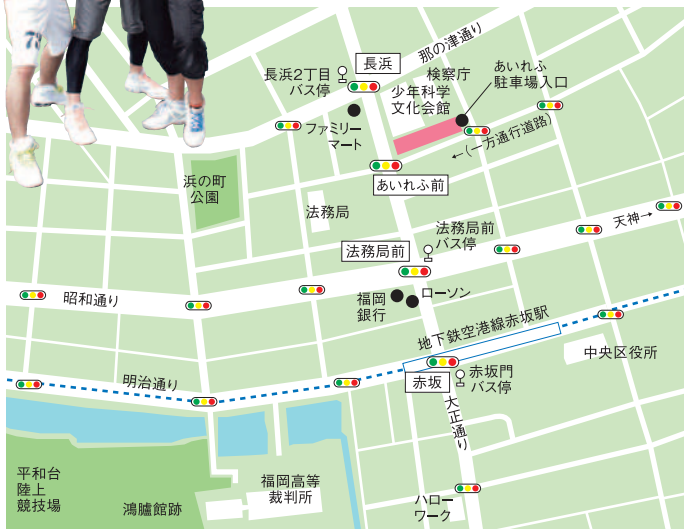 那の津通り
長浜
長浜2丁目
バス停
検察庁
少年科学
文化会館
あいれふ
駐車場入口
ファミリー
マート
←(一方通行道路)
あいれふ前
浜の町
公園
法務局
天神→
法務局前
バス停
法務局前
昭和通り
福岡
銀行
ローソン
地下鉄空港線赤坂駅
中央区役所
明治通り
赤坂
赤坂門
バス停
大正通り
平和台
陸上
競技場
鴻臚館跡
福岡高等
裁判所
ハロー
ワーク